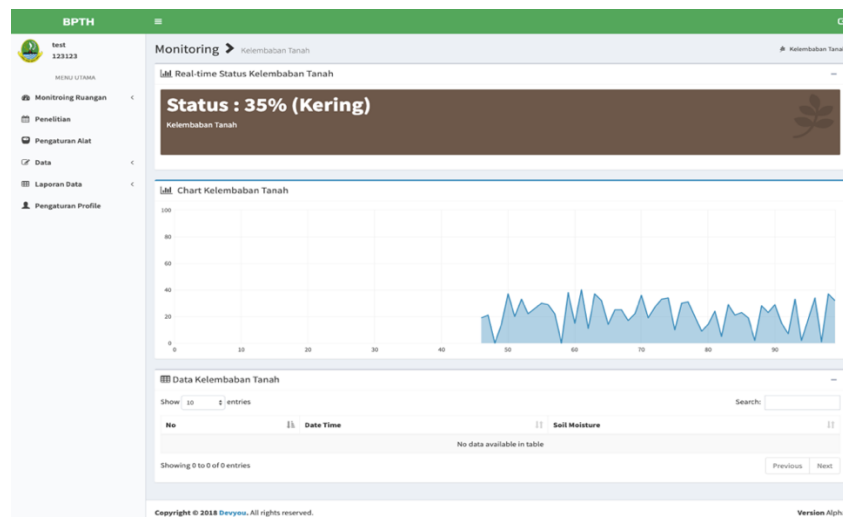 BPTH
test
123123
MENU UTAMA
Monitroing Ruangan
Penelitian
Pengaturan Alat
Data
Laporan Data
Pengaturan Profile
Monitoring
Kelembaban Tanah
Kelembaban Tanah
Real-time Status Kelembaban Tanah
Status : 35% (Kering)
Kelembaban Tanah
Chart Kelembaban Tanah
100
80
60
40
20
0
0 10 20 30 40 50 60 70 80 90
Data Kelembaban Tanah
Show 10 entries
Search:
No Date Time Soil Moisture
No data available in table
Showing 0 to 0 of 0 entries
Previous Next
Copyright © 2018 Devyou. All rights reserved.
Version Alph